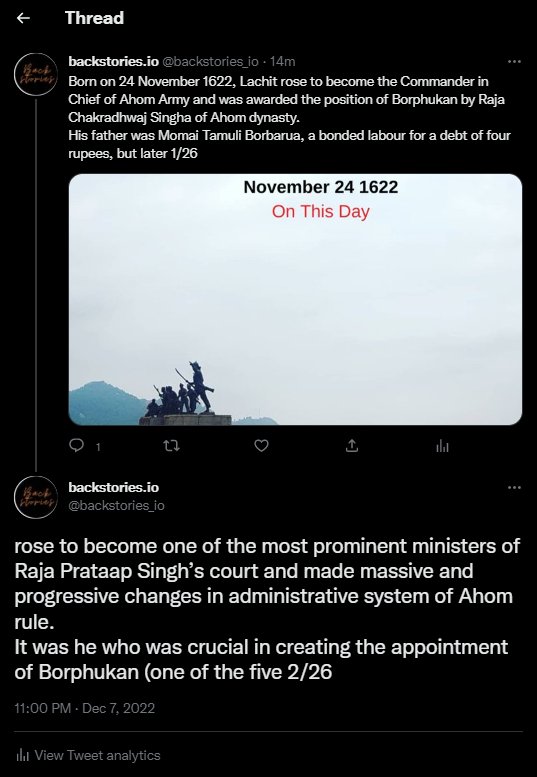 Thread
backstories.io @backstories_io · 14m
Born on 24 November 1622, Lachit rose to become the Commander in
Chief of Ahom Army and was awarded the position of Borphukan by Raja
Chakradhwaj Singha of Ahom dynasty.
His father was Momai Tamuli Borbarua, a bonded labour for a debt of four
rupees, but later 1/26
November 24 1622
On This Day
1
Back
Stories
backstories.io
@backstories_io
rose to become one of the most prominent ministers of
Raja Prataap Singh’s court and made massive and
progressive changes in administrative system of Ahom
rule.
It was he who was crucial in creating the appointment
of Borphukan (one of the five 2/26
11:00 PM · Dec 7, 2022
View Tweet analytics